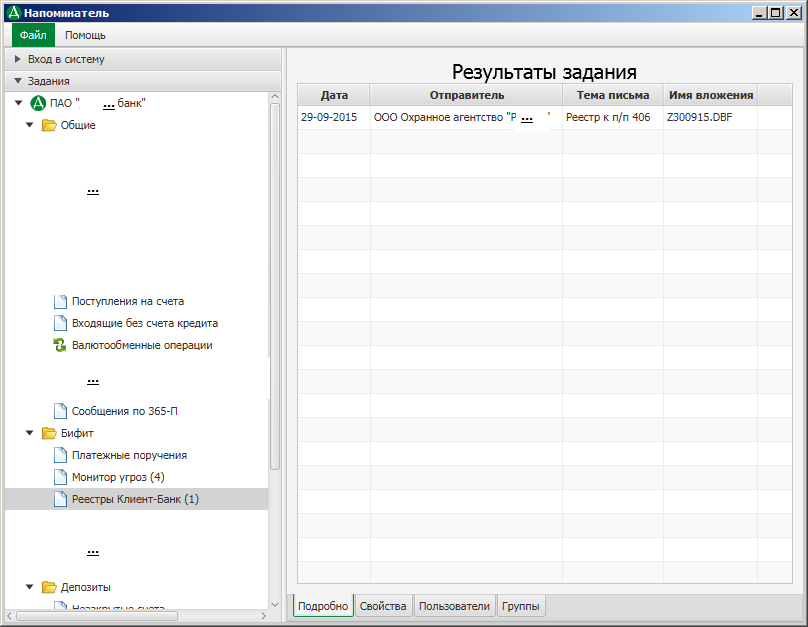 Напоминатель
Файл Помощь
Вход в систему
Задания
ПАО " ... банк"
Общие
...
Поступления на счета
Входящие без счета кредита
Валютообменные операции
...
Сообщения по 365-П
Бифит
Платежные поручения
Монитор угроз (4)
Реестры Клиент-Банк (1)
...
Депозиты
Незакрытые счета
Результаты задания
Дата Отправитель Тема письма Имя вложения
29-09-2015 ООО Охранное агентство "Р ... " Реестр к п/п 406 Z300915.DBF
Подробно Свойства Пользователи Группы